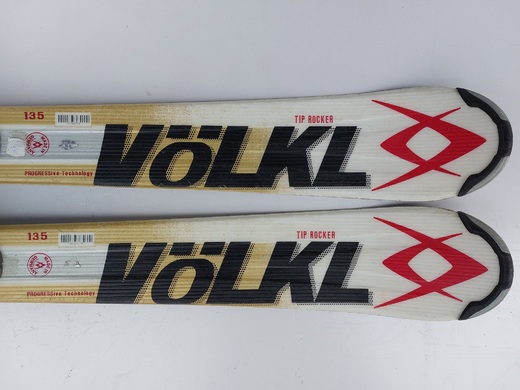 135
TIP ROCKER
VÖLKL
PROGRESSive Technology
135
TIP ROCKER
VÖLKL
PROGRESSive Technology